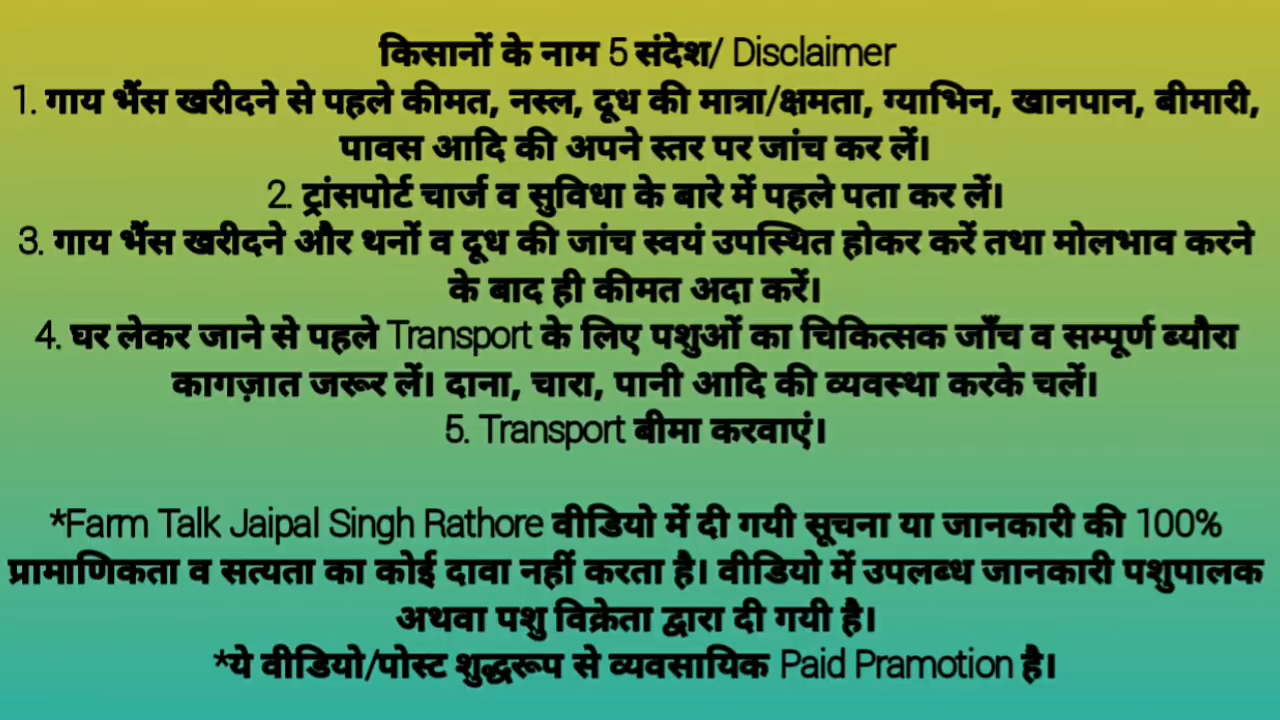 किसानों के नाम 5 संदेश/ Disclaimer
1. गाय भैंस खरीदने से पहले कीमत, नस्ल, दूध की मात्रा/क्षमता, ग्याभिन, खानपान, बीमारी,
पावस आदि की अपने स्तर पर जांच कर लें।
2. ट्रांसपोर्ट चार्ज व सुविधा के बारे में पहले पता कर लें।
3. गाय भैंस खरीदने और थनों व दूध की जांच स्वयं उपस्थित होकर करें तथा मोलभाव करने
के बाद ही कीमत अदा करें।
4. घर लेकर जाने से पहले Transport के लिए पशुओं का चिकित्सक जाँच व सम्पूर्ण ब्यौरा
कागज़ात जरूर लें। दाना, चारा, पानी आदि की व्यवस्था करके चलें।
5. Transport बीमा करवाएं।
*Farm Talk Jaipal Singh Rathore वीडियो में दी गयी सूचना या जानकारी की 100%
प्रामाणिकता व सत्यता का कोई दावा नहीं करता है। वीडियो में उपलब्ध जानकारी पशुपालक
अथवा पशु विक्रेता द्वारा दी गयी है।
*ये वीडियो/पोस्ट शुद्धरूप से व्यवसायिक Paid Pramotion है।